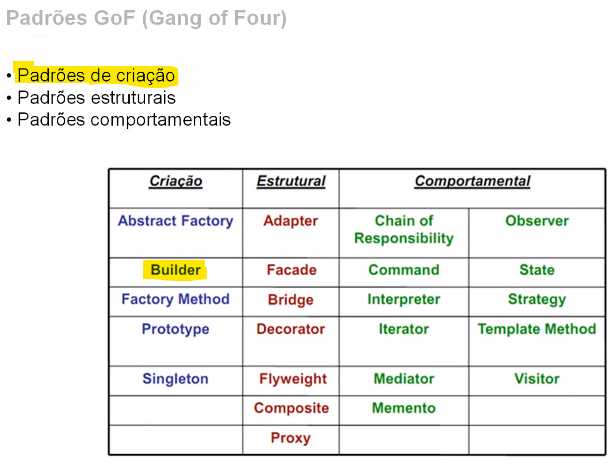 Padrões GoF (Gang of Four)
• Padrões de criação
• Padrões estruturais
• Padrões comportamentais
Criação Estrutural Comportamental
Abstract Factory Adapter Chain of Responsibility Observer
Builder Facade Command State
Factory Method Bridge Interpreter Strategy
Prototype Decorator Iterator Template Method
Singleton Flyweight Mediator Visitor
Composite Memento
Proxy